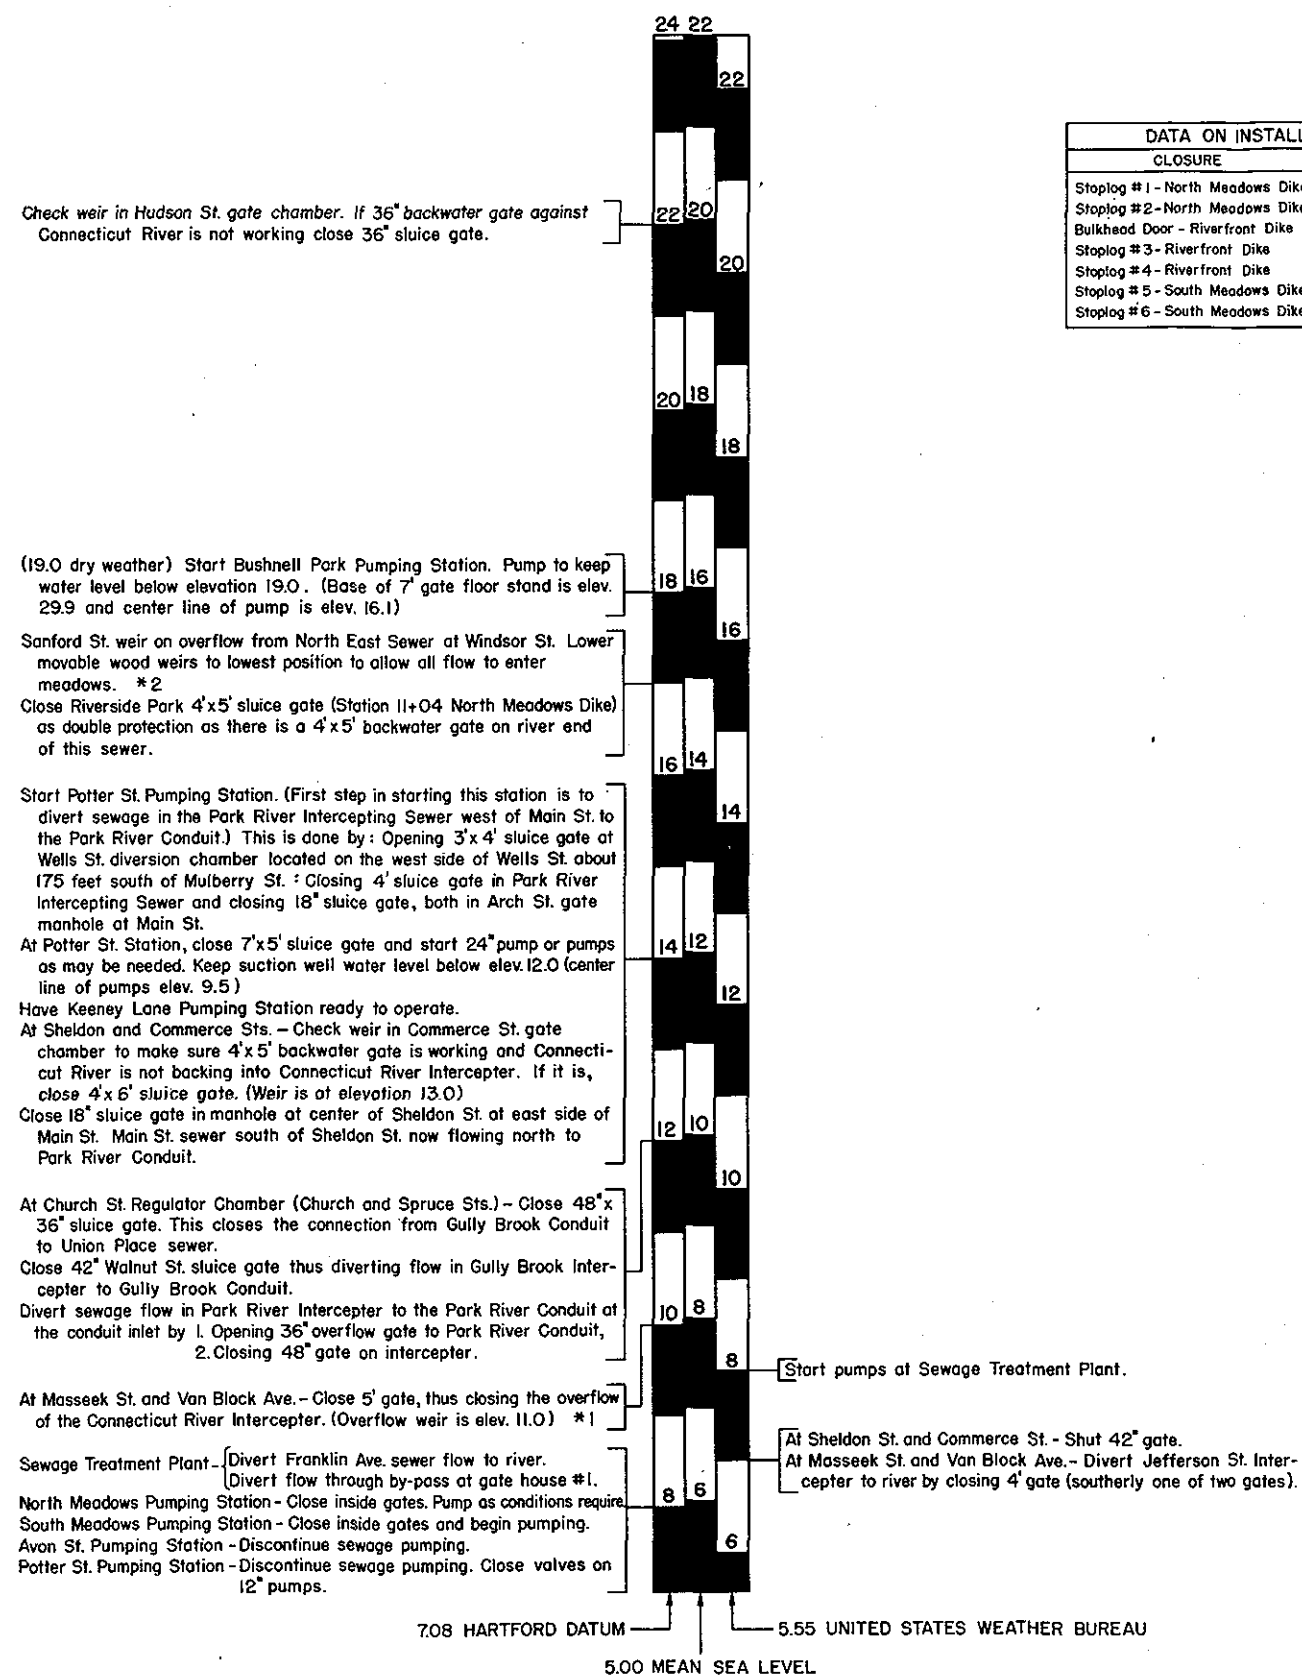 24 22
22
DATA ON INSTALL
CLOSURE
Stoplog #1 - North Meadows Dike
Stoplog #2 - North Meadows Dike
Bulkhead Door - Riverfront Dike
Stoplog #3 - Riverfront Dike
Stoplog #4 - Riverfront Dike
Stoplog #5 - South Meadows Dike
Stoplog #6 - South Meadows Dike
Check weir in Hudson St. gate chamber. If 36" backwater gate against
Connecticut River is not working close 36" sluice gate.
22 20
20
20 18
18
(19.0 dry weather) Start Bushnell Park Pumping Station. Pump to keep
water level below elevation 19.0. (Base of 7' gate floor stand is elev.
29.9 and center line of pump is elev. 16.1)
18 16
16
Sanford St. weir on overflow from North East Sewer at Windsor St. Lower
movable wood weirs to lowest position to allow all flow to enter
meadows. *2
Close Riverside Park 4'x5' sluice gate (Station 11+04 North Meadows Dike)
as double protection as there is a 4'x5' backwater gate on river end
of this sewer.
16 14
14
Start Potter St. Pumping Station. (First step in starting this station is to
divert sewage in the Park River Intercepting Sewer west of Main St. to
the Park River Conduit.) This is done by: Opening 3'x4' sluice gate at
Wells St. diversion chamber located on the west side of Wells St. about
175 feet south of Mulberry St. : Closing 4' sluice gate in Park River
Intercepting Sewer and closing 18" sluice gate, both in Arch St. gate
manhole at Main St.
At Potter St. Station, close 7'x5' sluice gate and start 24" pump or pumps
as may be needed. Keep suction well water level below elev. 12.0 (center
line of pumps elev. 9.5)
Have Keeney Lane Pumping Station ready to operate.
At Sheldon and Commerce Sts. - Check weir in Commerce St. gate
chamber to make sure 4'x5' backwater gate is working and Connecti-
cut River is not backing into Connecticut River Intercepter. If it is,
close 4'x6' sluice gate. (Weir is at elevation 13.0)
Close 18" sluice gate in manhole at center of Sheldon St. at east side of
Main St. Main St. sewer south of Sheldon St. now flowing north to
Park River Conduit.
14 12
12
12 10
10
At Church St. Regulator Chamber (Church and Spruce Sts.) - Close 48"x
36" sluice gate. This closes the connection from Gully Brook Conduit
to Union Place sewer.
Close 42" Walnut St. sluice gate thus diverting flow in Gully Brook Inter-
cepter to Gully Brook Conduit.
Divert sewage flow in Park River Intercepter to the Park River Conduit at
the conduit inlet by 1. Opening 36" overflow gate to Park River Conduit,
2. Closing 48" gate on intercepter.
10 8
8
Start pumps at Sewage Treatment Plant.
At Masseek St. and Van Block Ave. - Close 5' gate, thus closing the overflow
of the Connecticut River Intercepter. (Overflow weir is elev. 11.0) *1
At Sheldon St. and Commerce St. - Shut 42" gate.
At Masseek St. and Van Block Ave. - Divert Jefferson St. Inter-
cepter to river by closing 4' gate (southerly one of two gates).
Sewage Treatment Plant - Divert Franklin Ave. sewer flow to river.
Divert flow through by-pass at gate house #1.
North Meadows Pumping Station - Close inside gates. Pump as conditions require
South Meadows Pumping Station - Close inside gates and begin pumping.
Avon St. Pumping Station - Discontinue sewage pumping.
Potter St. Pumping Station - Discontinue sewage pumping. Close valves on
12" pumps.
8 6
6
7.08 HARTFORD DATUM
5.55 UNITED STATES WEATHER BUREAU
5.00 MEAN SEA LEVEL